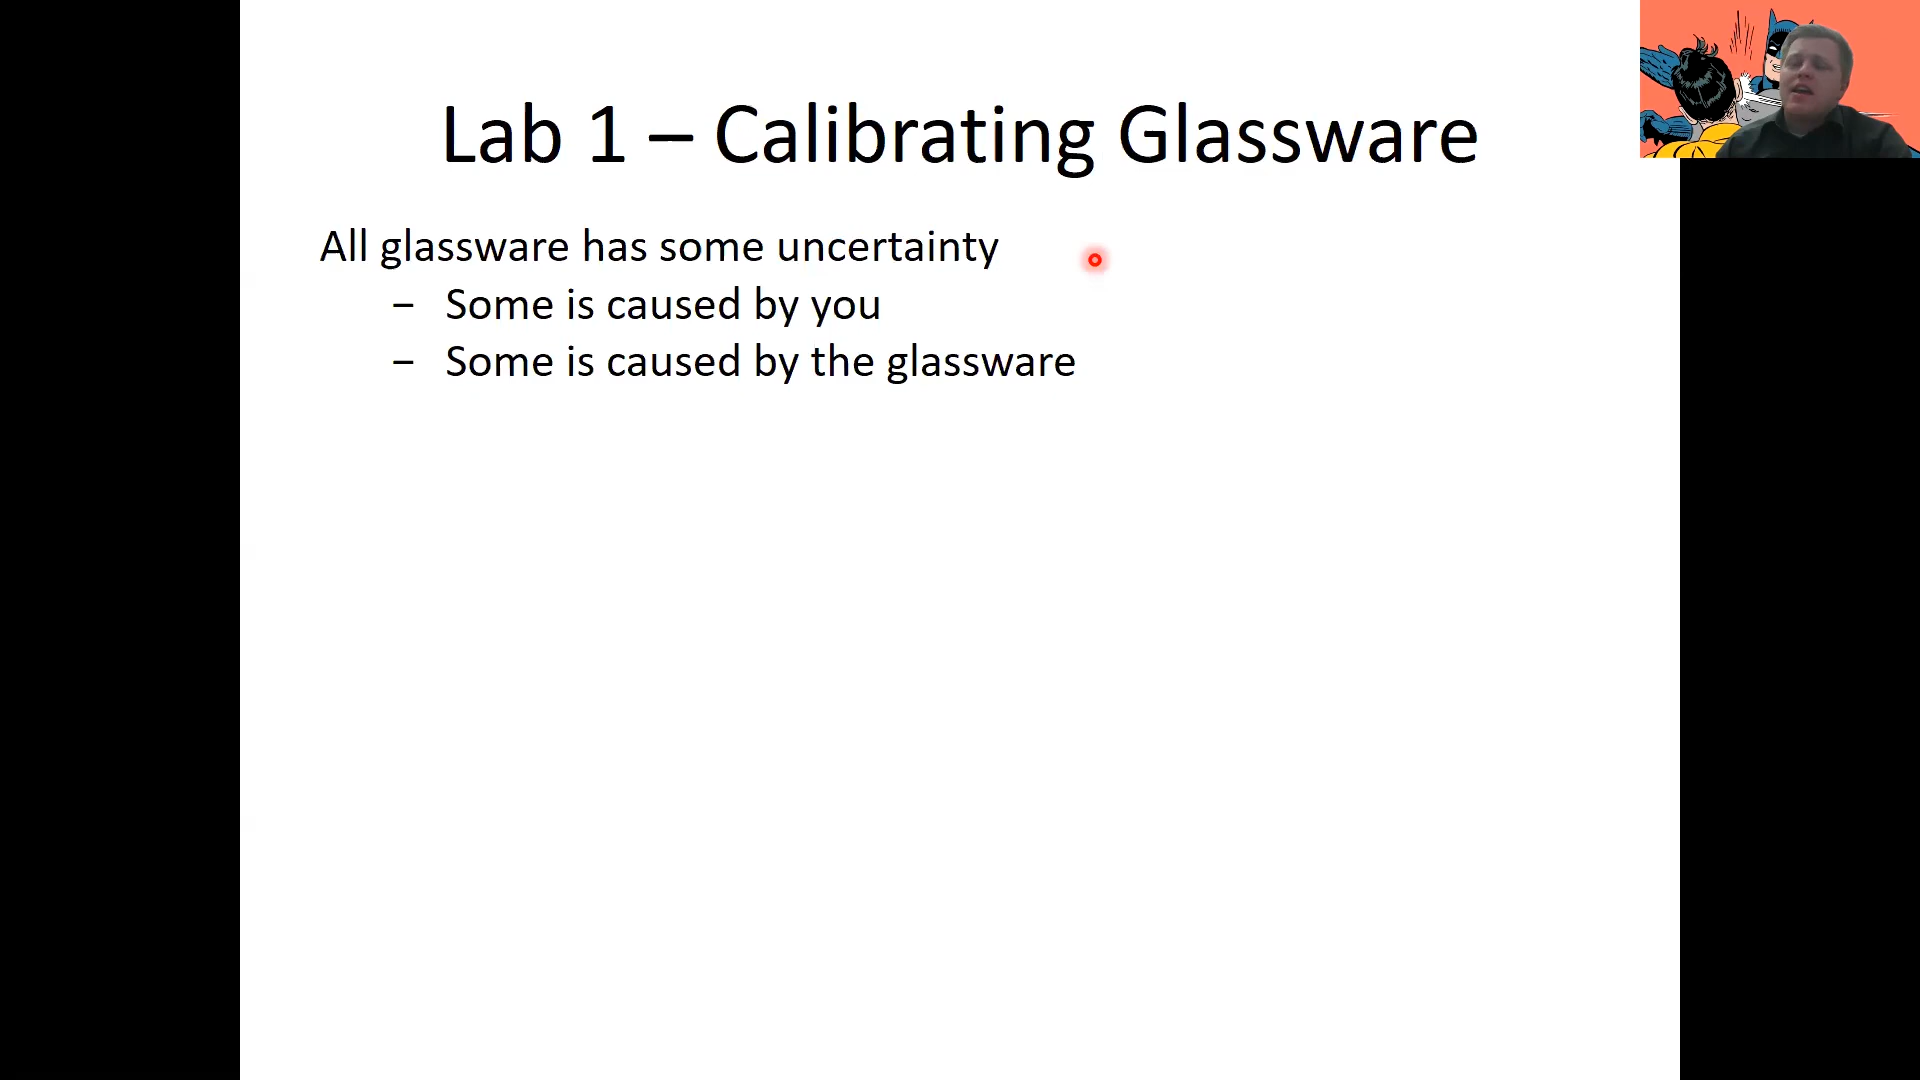 Lab 1 – Calibrating Glassware
All glassware has some uncertainty
– Some is caused by you
– Some is caused by the glassware